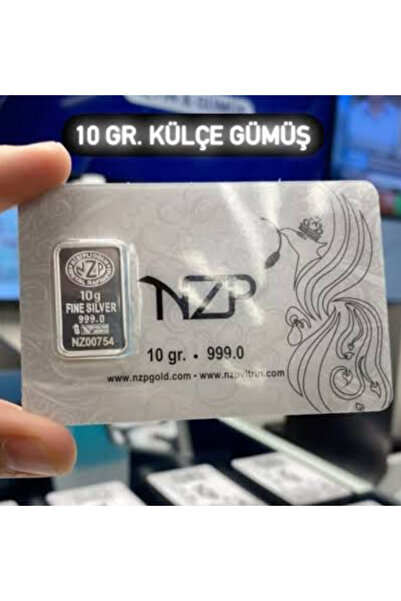 10 GR. KÜLÇE GÜMÜŞ
NZP
10g
FINE SILVER
999.0
NZ00754
NZP
10 gr. • 999.0
www.nzpgold.com • www.nzpvitrin.com